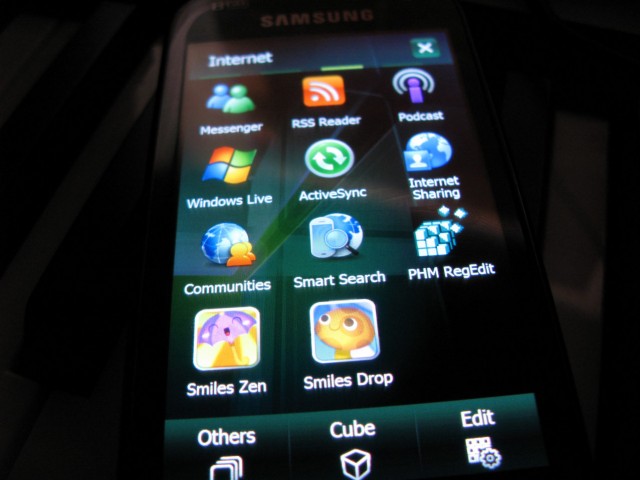 SAMSUNG
Internet
Messenger
RSS Reader
Podcast
Windows Live
ActiveSync
Internet
Sharing
Communities
Smart Search
PHM RegEdit
Smiles Zen
Smiles Drop
Others
Cube
Edit